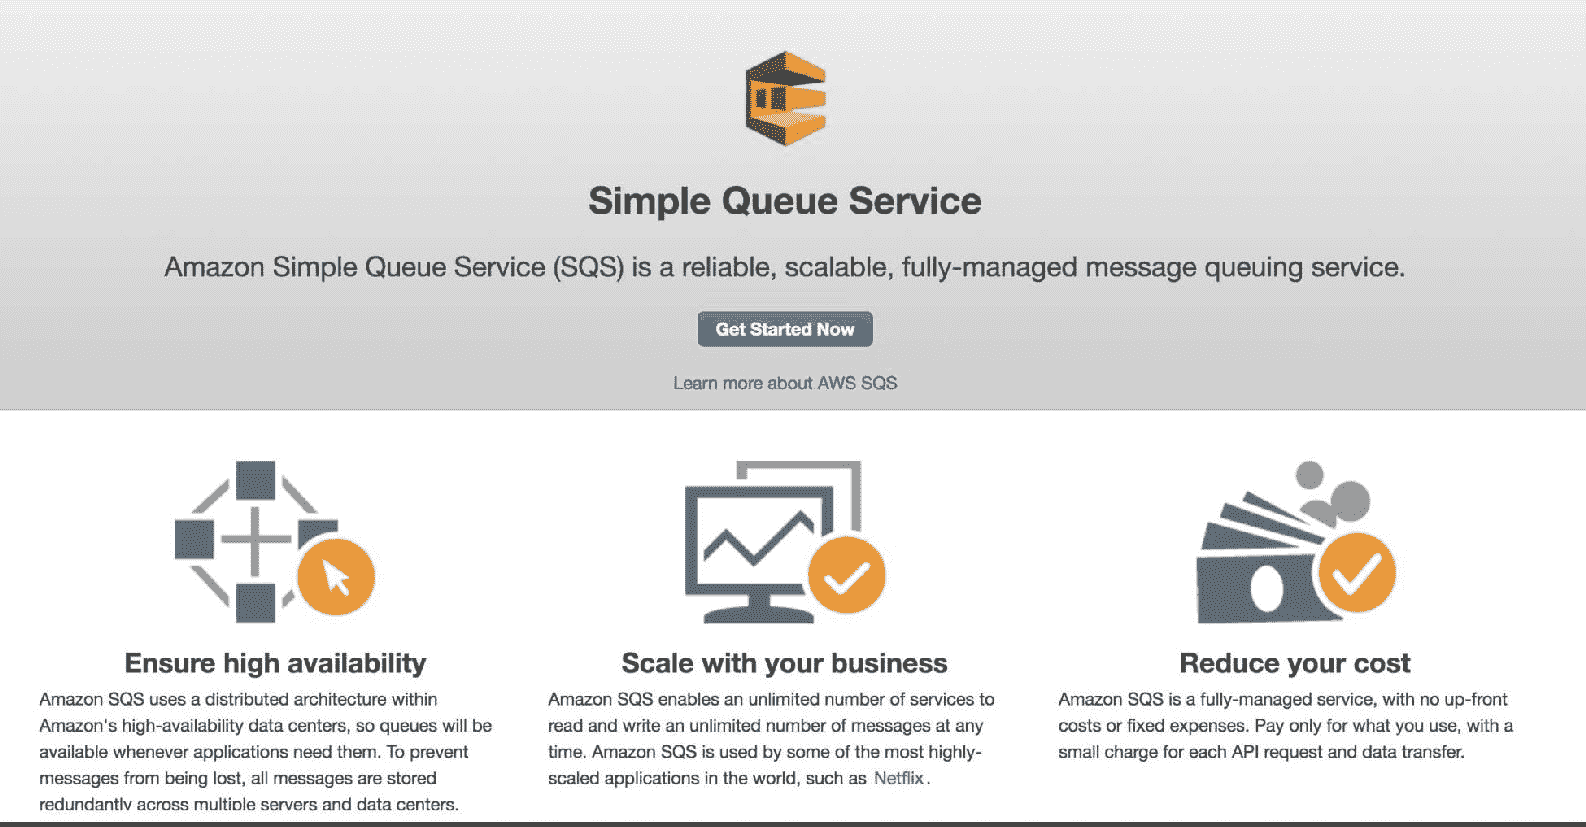 Simple Queue Service
Amazon Simple Queue Service (SQS) is a reliable, scalable, fully-managed message queuing service.
Get Started Now
Learn more about AWS SQS
Ensure high availability
Amazon SQS uses a distributed architecture within
Amazon's high-availability data centers, so queues will be
available whenever applications need them. To prevent
messages from being lost, all messages are stored
redundantly across multiple servers and data centers.
Scale with your business
Amazon SQS enables an unlimited number of services to
read and write an unlimited number of messages at any
time. Amazon SQS is used by some of the most highly-
scaled applications in the world, such as Netflix.
Reduce your cost
Amazon SQS is a fully-managed service, with no up-front
costs or fixed expenses. Pay only for what you use, with a
small charge for each API request and data transfer.